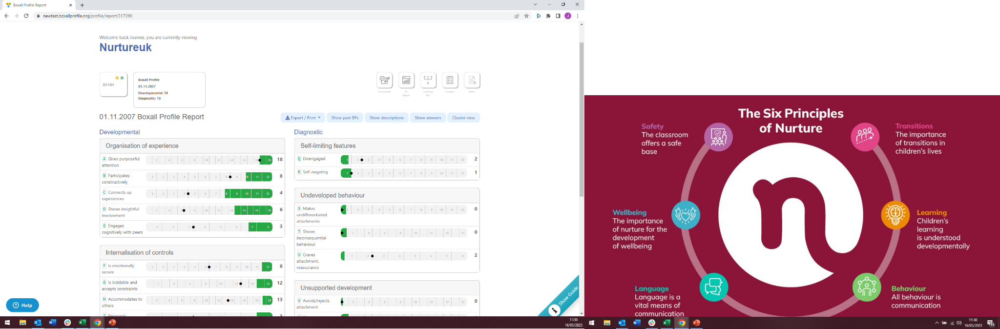 Boxall Profile Report
newtest.boxallprofile.org/profile/report/317590
Welcome back Joanne, you are currently viewing
Nurtureuk
0D1B4
Boxall Profile
01.11.2007
Developmental: 78
Diagnostic: 10
Assessment
BP
Report
Learning
Plan
Evaluate
Notes
01.11.2007 Boxall Profile Report
Export / Print
Show past BPs
Show descriptions
Show answers
Cluster view
Developmental
Organisation of experience
A Gives purposeful
attention
18
B Participates
constructively
8
C Connects up
experiences
4
D Shows insightful
involvement
6
E Engages
cognitively with peers
3
Internalisation of controls
F Is emotionally
secure
6
G Is biddable and
accepts constraints
12
H Accommodates to
others
13
Diagnostic
Self-limiting features
Q Disengaged
2
R Self-negating
1
Undeveloped behaviour
S Makes
undifferentiated
attachments
0
T Shows
inconsequential
behaviour
0
U Craves
attachment,
reassurance
2
Unsupported development
V Avoids/rejects
attachment
0
Help
Show Guide
11:30
16/05/2023
The Six Principles
of Nurture
Safety
The classroom
offers a safe
base
Transitions
The importance
of transitions in
children's lives
Wellbeing
The importance
of nurture for the
development
of wellbeing
Learning
Children's
learning
is understood
developmentally
Language
Language is a
vital means of
communication
Behaviour
All behaviour is
communication
11:30
16/05/2023